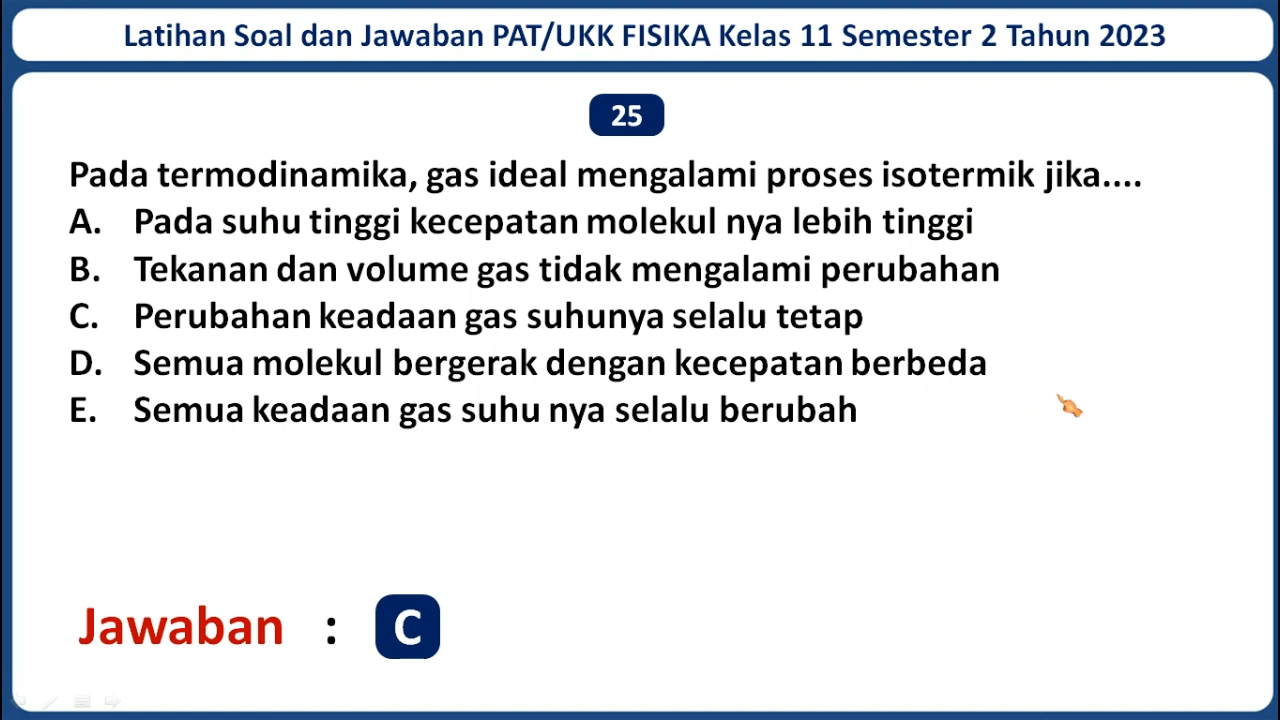 Latihan Soal dan Jawaban PAT/UKK FISIKA Kelas 11 Semester 2 Tahun 2023
25
Pada termodinamika, gas ideal mengalami proses isotermik jika....
A. Pada suhu tinggi kecepatan molekul nya lebih tinggi
B. Tekanan dan volume gas tidak mengalami perubahan
C. Perubahan keadaan gas suhunya selalu tetap
D. Semua molekul bergerak dengan kecepatan berbeda
E. Semua keadaan gas suhu nya selalu berubah
Jawaban : C